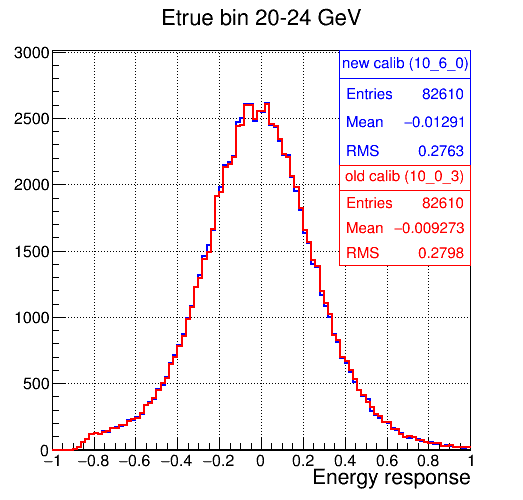 Etrue bin 20-24 GeV
new calib (10_6_0)
Entries 82610
Mean −0.01291
RMS 0.2763
old calib (10_0_3)
Entries 82610
Mean −0.009273
RMS 0.2798
3000
2500
2000
1500
1000
500
0
−1 −0.8 −0.6 −0.4 −0.2 0 0.2 0.4 0.6 0.8 1
Energy response